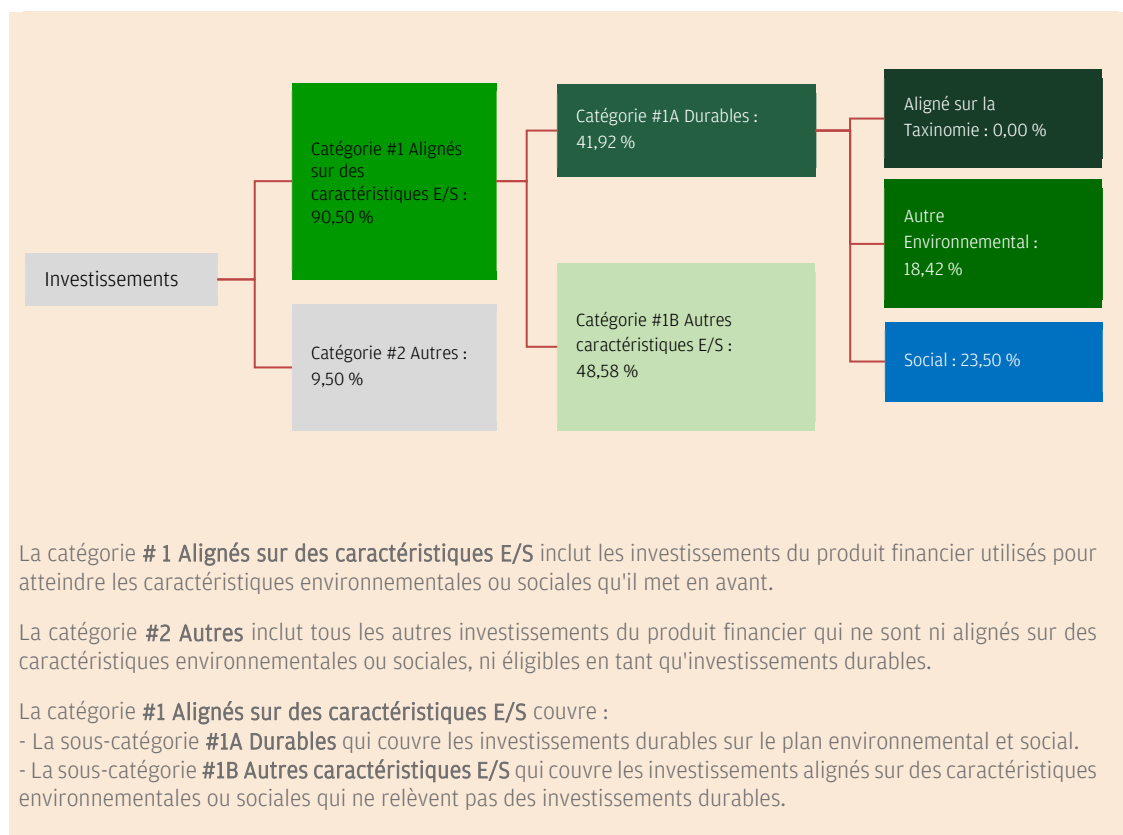 Investissements
Catégorie #1 Alignés
sur des
caractéristiques E/S :
90,50 %
Catégorie #2 Autres :
9,50 %
Catégorie #1A Durables :
41,92 %
Catégorie #1B Autres
caractéristiques E/S :
48,58 %
Aligné sur la
Taxinomie : 0,00 %
Autre
Environnemental :
18,42 %
Social : 23,50 %
La catégorie # 1 Alignés sur des caractéristiques E/S inclut les investissements du produit financier utilisés pour
atteindre les caractéristiques environnementales ou sociales qu'il met en avant.
La catégorie #2 Autres inclut tous les autres investissements du produit financier qui ne sont ni alignés sur des
caractéristiques environnementales ou sociales, ni éligibles en tant qu'investissements durables.
La catégorie #1 Alignés sur des caractéristiques E/S couvre :
- La sous-catégorie #1A Durables qui couvre les investissements durables sur le plan environnemental et social.
- La sous-catégorie #1B Autres caractéristiques E/S qui couvre les investissements alignés sur des caractéristiques
environnementales ou sociales qui ne relèvent pas des investissements durables.